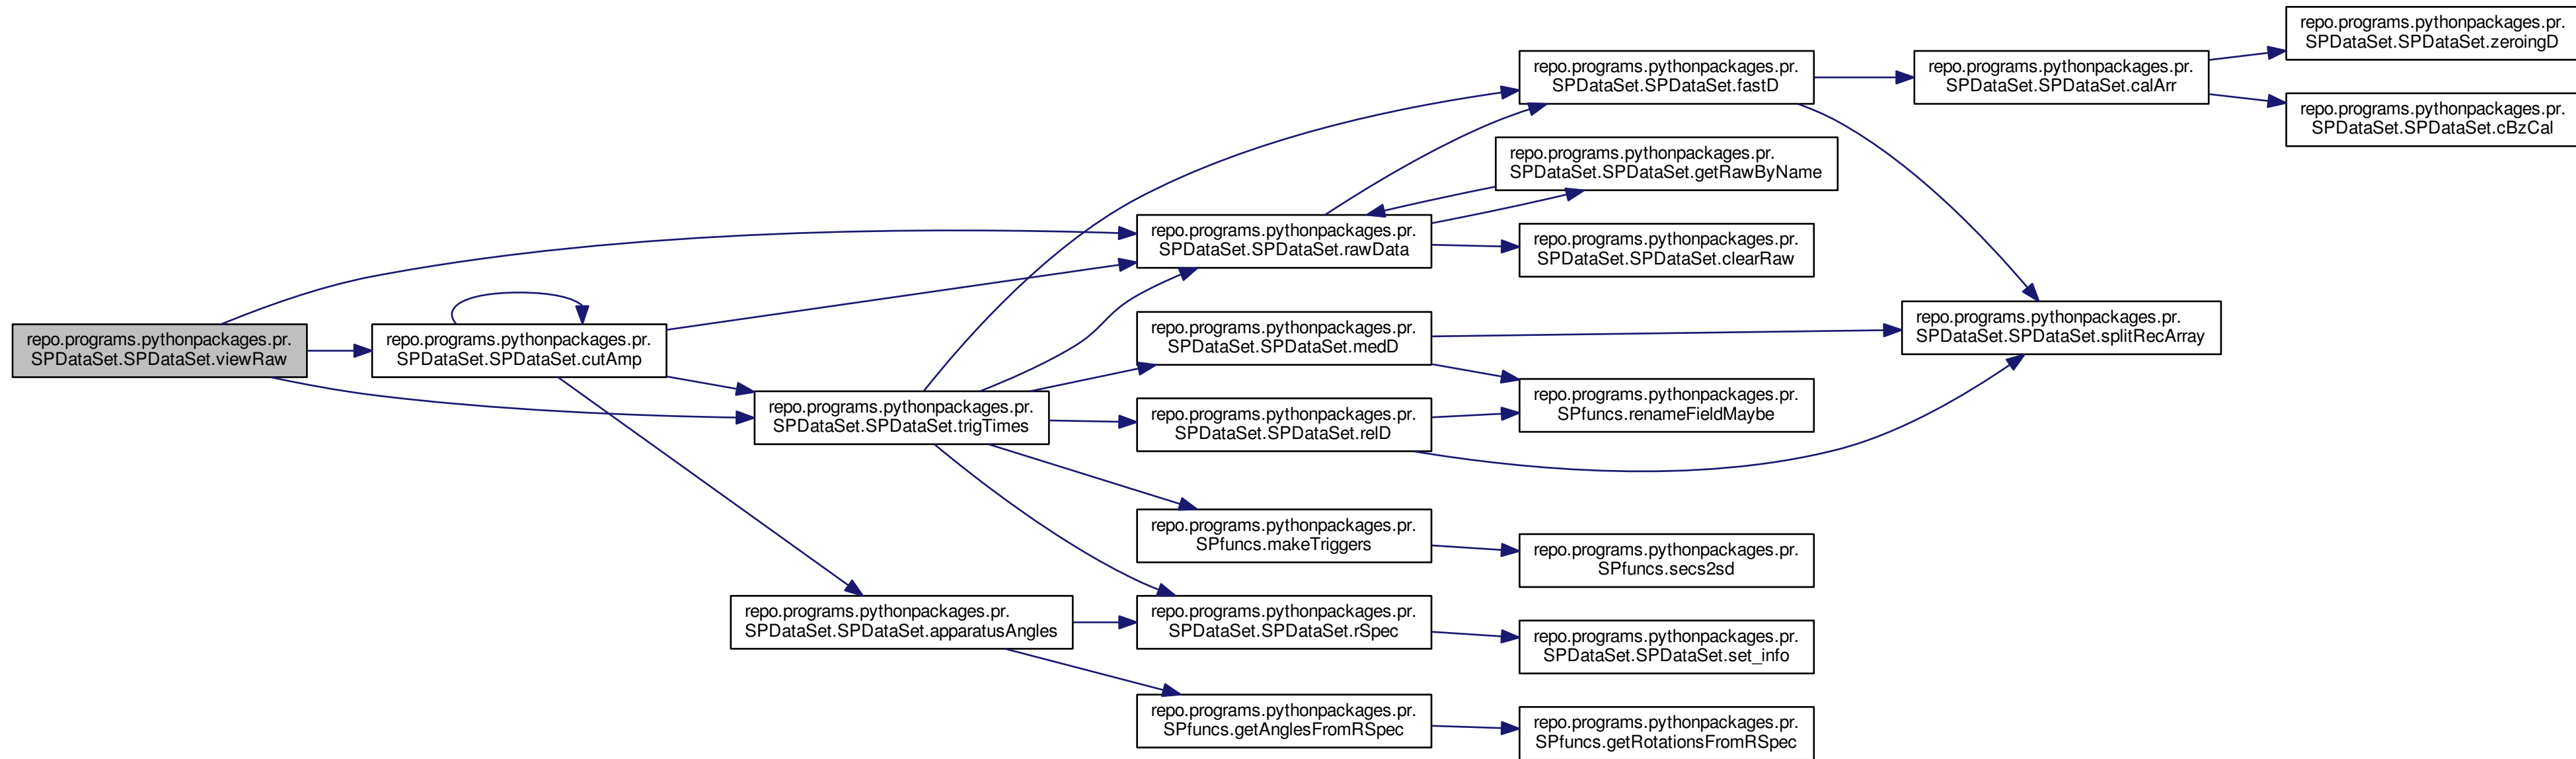 repo.programs.pythonpackages.pr.
SPDataSet.SPDataSet.viewRaw
repo.programs.pythonpackages.pr.
SPDataSet.SPDataSet.cutAmp
repo.programs.pythonpackages.pr.
SPDataSet.SPDataSet.trigTimes
repo.programs.pythonpackages.pr.
SPDataSet.SPDataSet.apparatusAngles
repo.programs.pythonpackages.pr.
SPDataSet.SPDataSet.rawData
repo.programs.pythonpackages.pr.
SPDataSet.SPDataSet.medD
repo.programs.pythonpackages.pr.
SPDataSet.SPDataSet.relD
repo.programs.pythonpackages.pr.
SPfuncs.makeTriggers
repo.programs.pythonpackages.pr.
SPDataSet.SPDataSet.rSpec
repo.programs.pythonpackages.pr.
SPfuncs.getAnglesFromRSpec
repo.programs.pythonpackages.pr.
SPDataSet.SPDataSet.fastD
repo.programs.pythonpackages.pr.
SPDataSet.SPDataSet.getRawByName
repo.programs.pythonpackages.pr.
SPDataSet.SPDataSet.clearRaw
repo.programs.pythonpackages.pr.
SPfuncs.renameFieldMaybe
repo.programs.pythonpackages.pr.
SPfuncs.secs2sd
repo.programs.pythonpackages.pr.
SPDataSet.SPDataSet.set_info
repo.programs.pythonpackages.pr.
SPfuncs.getRotationsFromRSpec
repo.programs.pythonpackages.pr.
SPDataSet.SPDataSet.calArr
repo.programs.pythonpackages.pr.
SPDataSet.SPDataSet.splitRecArray
repo.programs.pythonpackages.pr.
SPDataSet.SPDataSet.zeroingD
repo.programs.pythonpackages.pr.
SPDataSet.SPDataSet.cBzCal